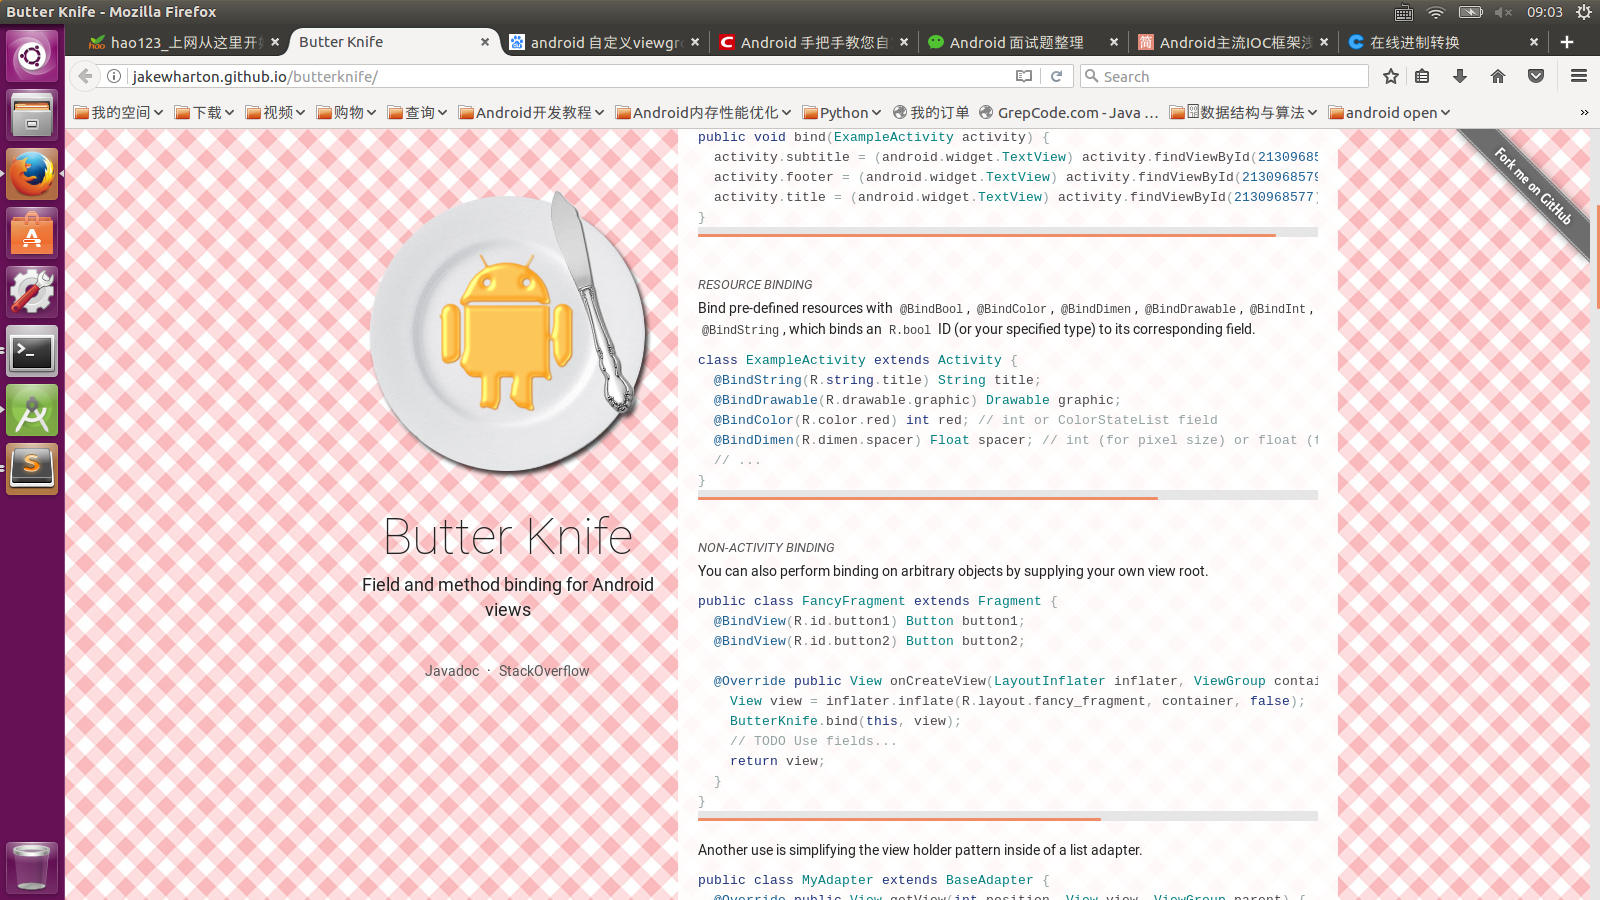 Butter Knife - Mozilla Firefox
09:03
hao123_上网从这里开始
Butter Knife
android 自定义viewgro
Android 手把手教您自
Android 面试题整理
Android主流IOC框架浅
在线进制转换
jakewharton.github.io/butterknife/
Search
我的空间
下载
视频
购物
查询
Android开发教程
Android内存性能优化
Python
我的订单
GrepCode.com - Java ...
数据结构与算法
android open
»
Fork me on GitHub
Butter Knife
Field and method binding for Android
views
Javadoc · StackOverflow
public void bind(ExampleActivity activity) {
activity.subtitle = (android.widget.TextView) activity.findViewById(21309685
activity.footer = (android.widget.TextView) activity.findViewById(2130968579
activity.title = (android.widget.TextView) activity.findViewById(2130968577)
}
RESOURCE BINDING
Bind pre-defined resources with @BindBool, @BindColor, @BindDimen, @BindDrawable, @BindInt,
@BindString, which binds an R.bool ID (or your specified type) to its corresponding field.
class ExampleActivity extends Activity {
@BindString(R.string.title) String title;
@BindDrawable(R.drawable.graphic) Drawable graphic;
@BindColor(R.color.red) int red; // int or ColorStateList field
@BindDimen(R.dimen.spacer) Float spacer; // int (for pixel size) or float (f
// ...
}
NON-ACTIVITY BINDING
You can also perform binding on arbitrary objects by supplying your own view root.
public class FancyFragment extends Fragment {
@BindView(R.id.button1) Button button1;
@BindView(R.id.button2) Button button2;
@Override public View onCreateView(LayoutInflater inflater, ViewGroup contai
View view = inflater.inflate(R.layout.fancy_fragment, container, false);
ButterKnife.bind(this, view);
// TODO Use fields...
return view;
}
}
Another use is simplifying the view holder pattern inside of a list adapter.
public class MyAdapter extends BaseAdapter {
@Override public View getView(int position, View view, ViewGroup parent) {